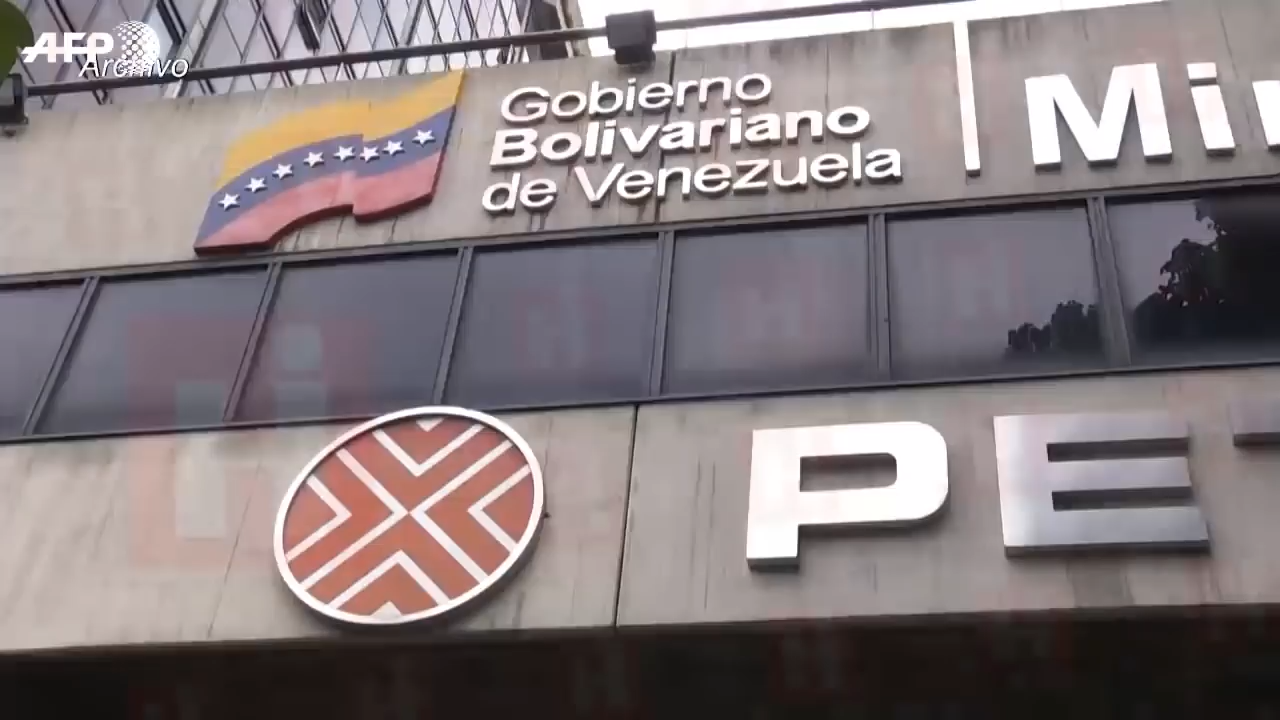 AFP
Archivo
Gobierno
Bolivariano
de Venezuela
Mi
PE